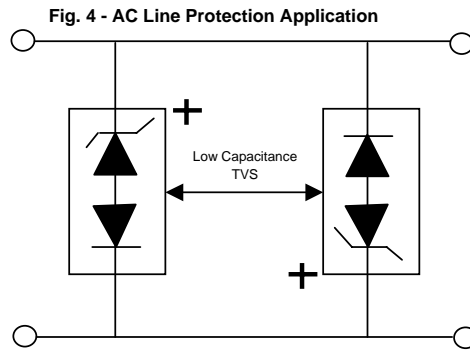 Fig. 4 - AC Line Protection Application
+
Low Capacitance
TVS
+